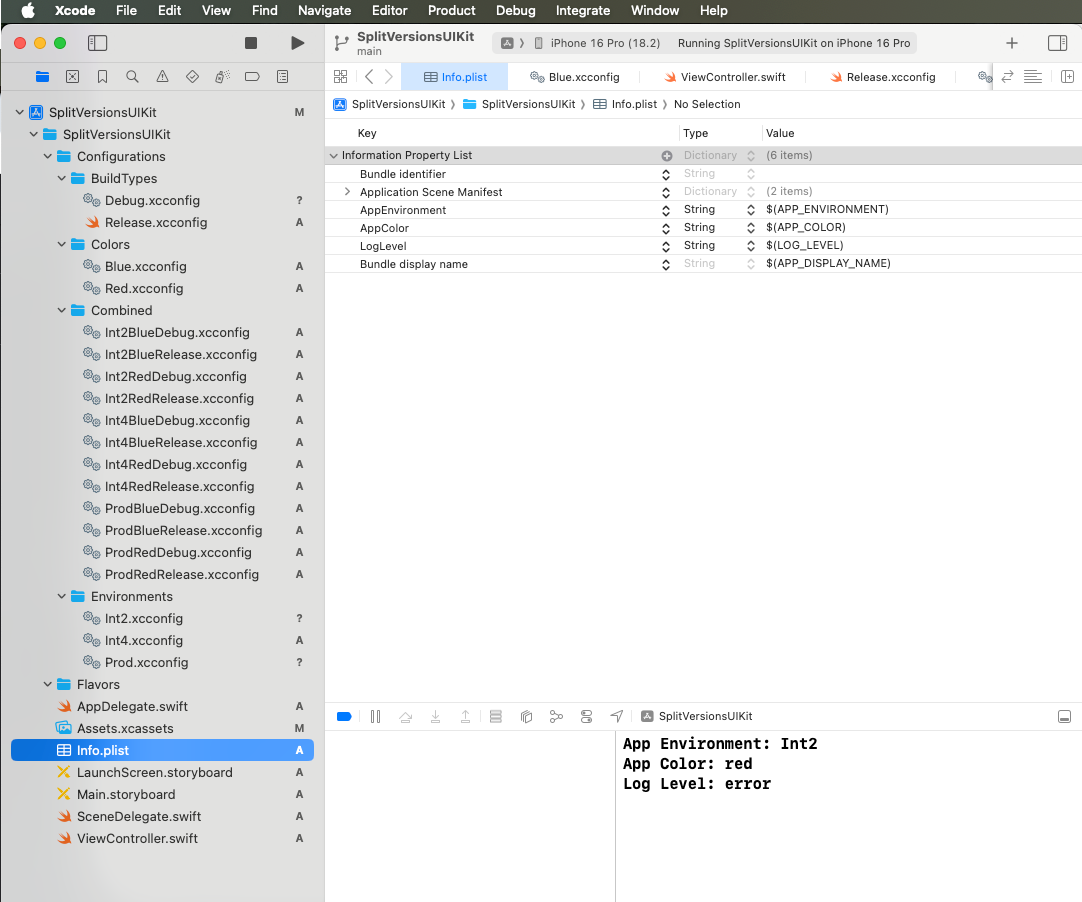 Xcode File Edit View Find Navigate Editor Product Debug Integrate Window Help
SplitVersionsUIKit
main
iPhone 16 Pro (18.2) Running SplitVersionsUIKit on iPhone 16 Pro
Info.plist Blue.xcconfig ViewController.swift Release.xcconfig
SplitVersionsUIKit SplitVersionsUIKit Info.plist No Selection
SplitVersionsUIKit M
SplitVersionsUIKit
Configurations
BuildTypes
Debug.xcconfig ?
Release.xcconfig A
Colors
Blue.xcconfig A
Red.xcconfig A
Combined
Int2BlueDebug.xcconfig A
Int2BlueRelease.xcconfig A
Int2RedDebug.xcconfig A
Int2RedRelease.xcconfig A
Int4BlueDebug.xcconfig A
Int4BlueRelease.xcconfig A
Int4RedDebug.xcconfig A
Int4RedRelease.xcconfig A
ProdBlueDebug.xcconfig A
ProdBlueRelease.xcconfig A
ProdRedDebug.xcconfig A
ProdRedRelease.xcconfig A
Environments
Int2.xcconfig ?
Int4.xcconfig A
Prod.xcconfig ?
Flavors
AppDelegate.swift A
Assets.xcassets M
Info.plist A
LaunchScreen.storyboard A
Main.storyboard A
SceneDelegate.swift A
ViewController.swift A
Key Type Value
Information Property List Dictionary (6 items)
Bundle identifier String
Application Scene Manifest Dictionary (2 items)
AppEnvironment String $(APP_ENVIRONMENT)
AppColor String $(APP_COLOR)
LogLevel String $(LOG_LEVEL)
Bundle display name String $(APP_DISPLAY_NAME)
SplitVersionsUIKit
App Environment: Int2
App Color: red
Log Level: error